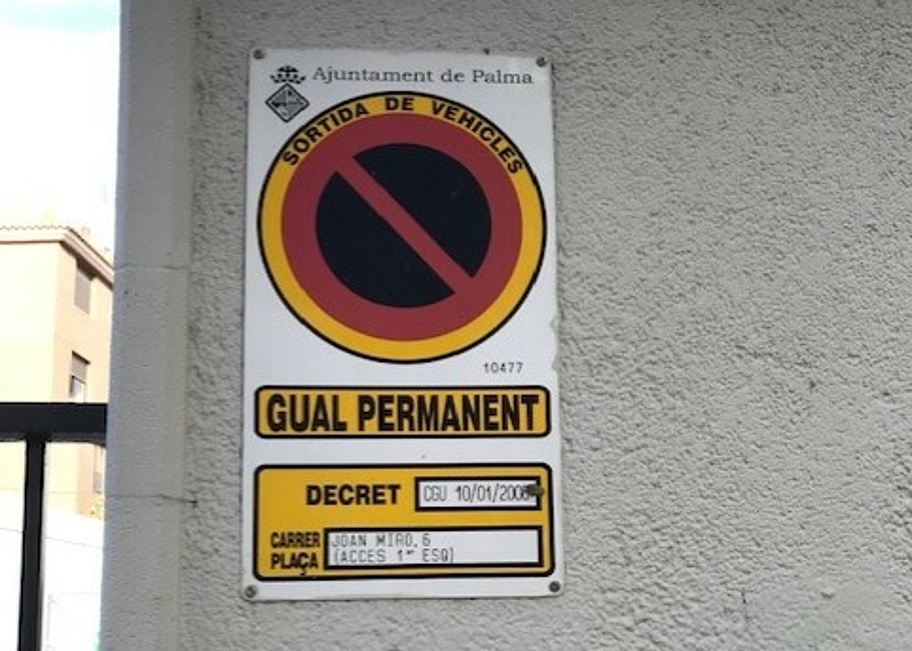 Ajuntament de Palma
SORTIDA DE VEHICLES
10477
GUAL PERMANENT
DECRET CGU 10/01/2006
CARRER PLAÇA
JOAN MIRO,6
(ACCES 1er ESQ)